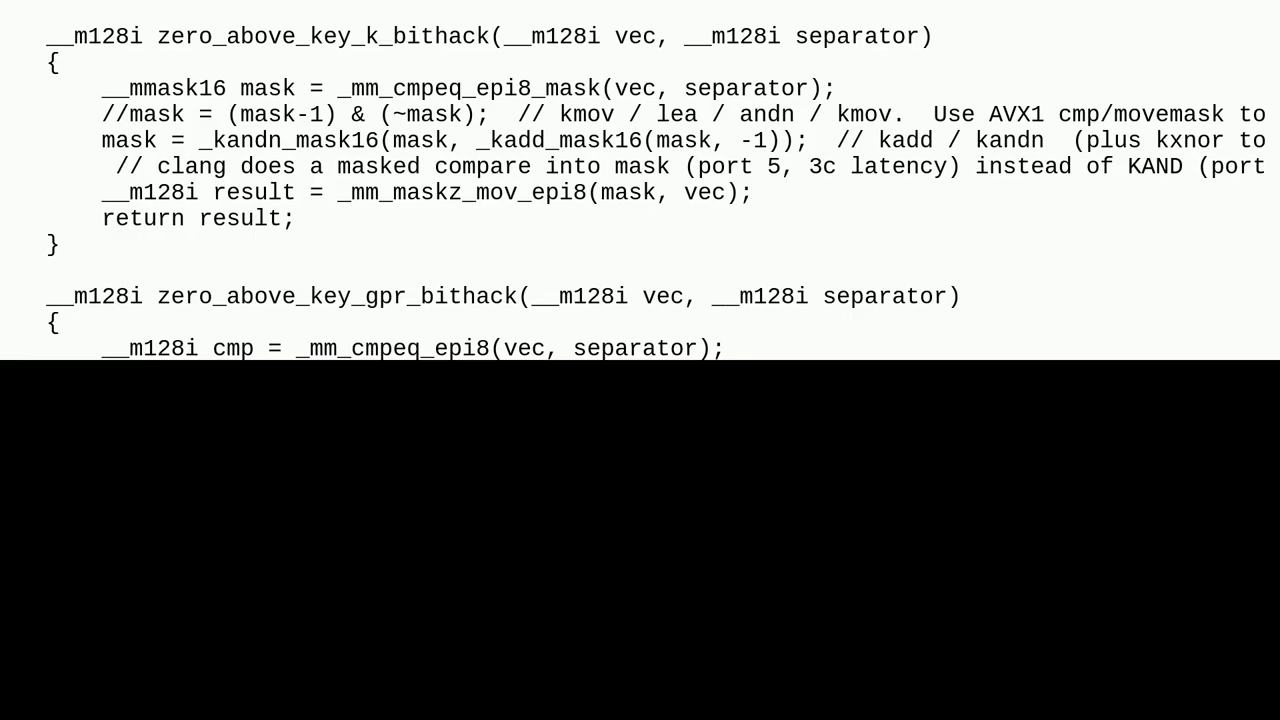 __m128i zero_above_key_k_bithack(__m128i vec, __m128i separator)
{
    __mmask16 mask = _mm_cmpeq_epi8_mask(vec, separator);
    //mask = (mask-1) & (~mask);  // kmov / lea / andn / kmov.  Use AVX1 cmp/movemask to
    mask = _kandn_mask16(mask, _kadd_mask16(mask, -1));  // kadd / kandn  (plus kxnor to
     // clang does a masked compare into mask (port 5, 3c latency) instead of KAND (port
    __m128i result = _mm_maskz_mov_epi8(mask, vec);
    return result;
}

__m128i zero_above_key_gpr_bithack(__m128i vec, __m128i separator)
{
    __m128i cmp = _mm_cmpeq_epi8(vec, separator);